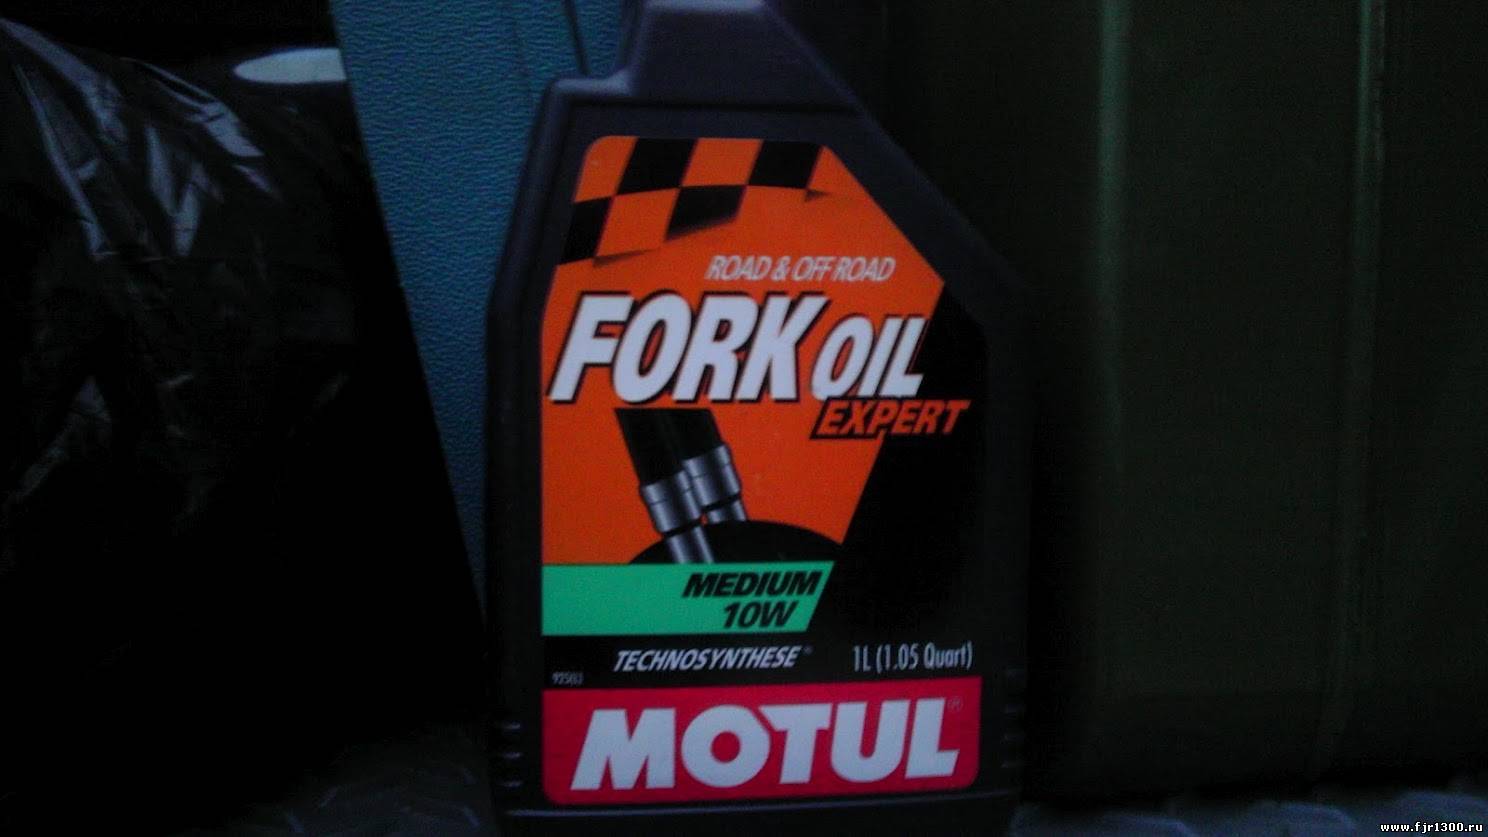 ROAD & OFF ROAD
FORK OIL
EXPERT
MEDIUM
10W
TECHNOSYNTHESE®
1L (1.05 Quart)
MOTUL®
www.fjr1300.ru